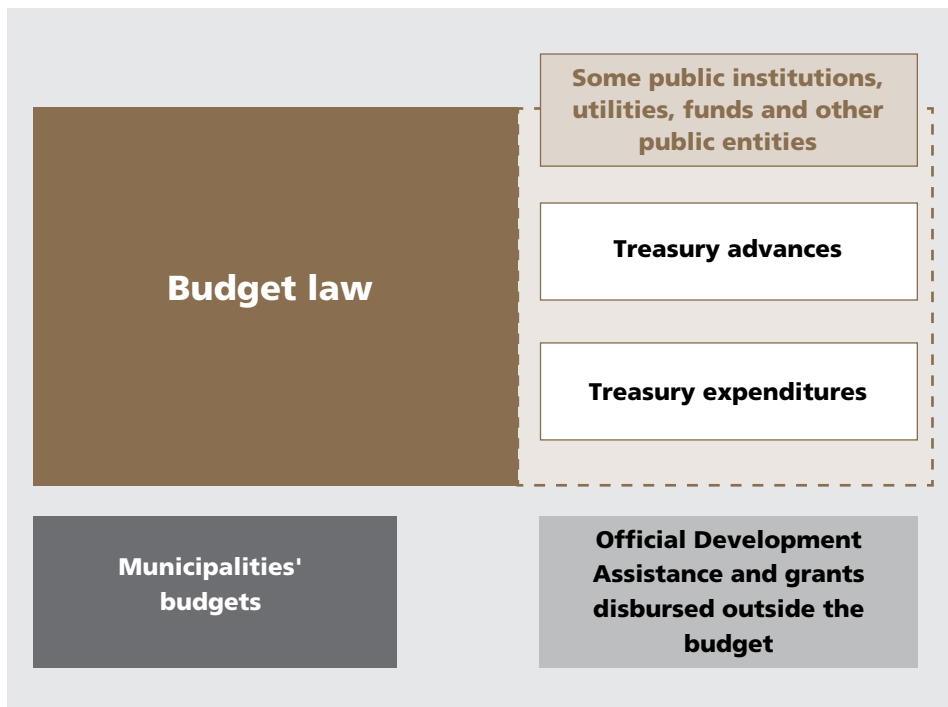 Some public institutions,
utilities, funds and other
public entities
Budget law
Treasury advances
Treasury expenditures
Municipalities'
budgets
Official Development
Assistance and grants
disbursed outside the
budget